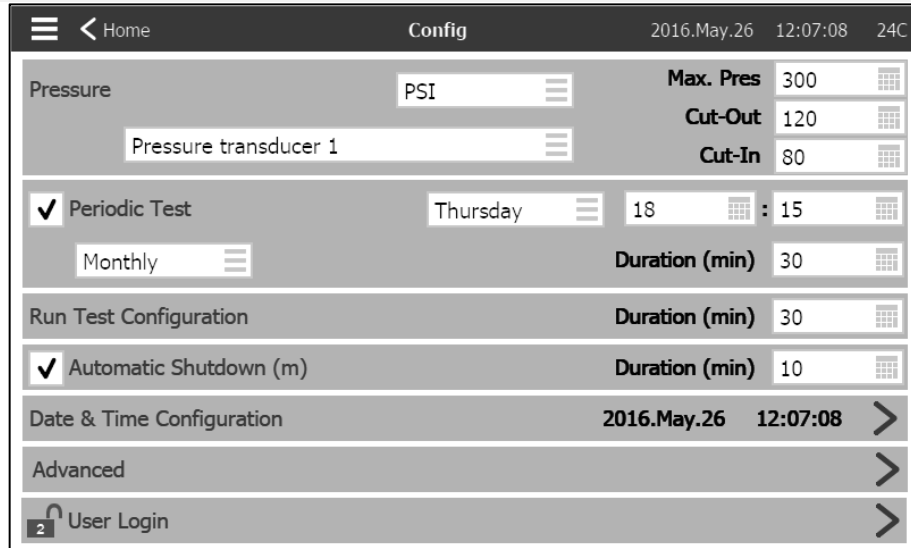 Home Config 2016.May.26 12:07:08 24C
Pressure PSI Max. Pres 300
Cut-Out 120
Pressure transducer 1 Cut-In 80
Periodic Test Thursday 18 : 15
Monthly Duration (min) 30
Run Test Configuration Duration (min) 30
Automatic Shutdown (m) Duration (min) 10
Date & Time Configuration 2016.May.26 12:07:08
Advanced
2 User Login